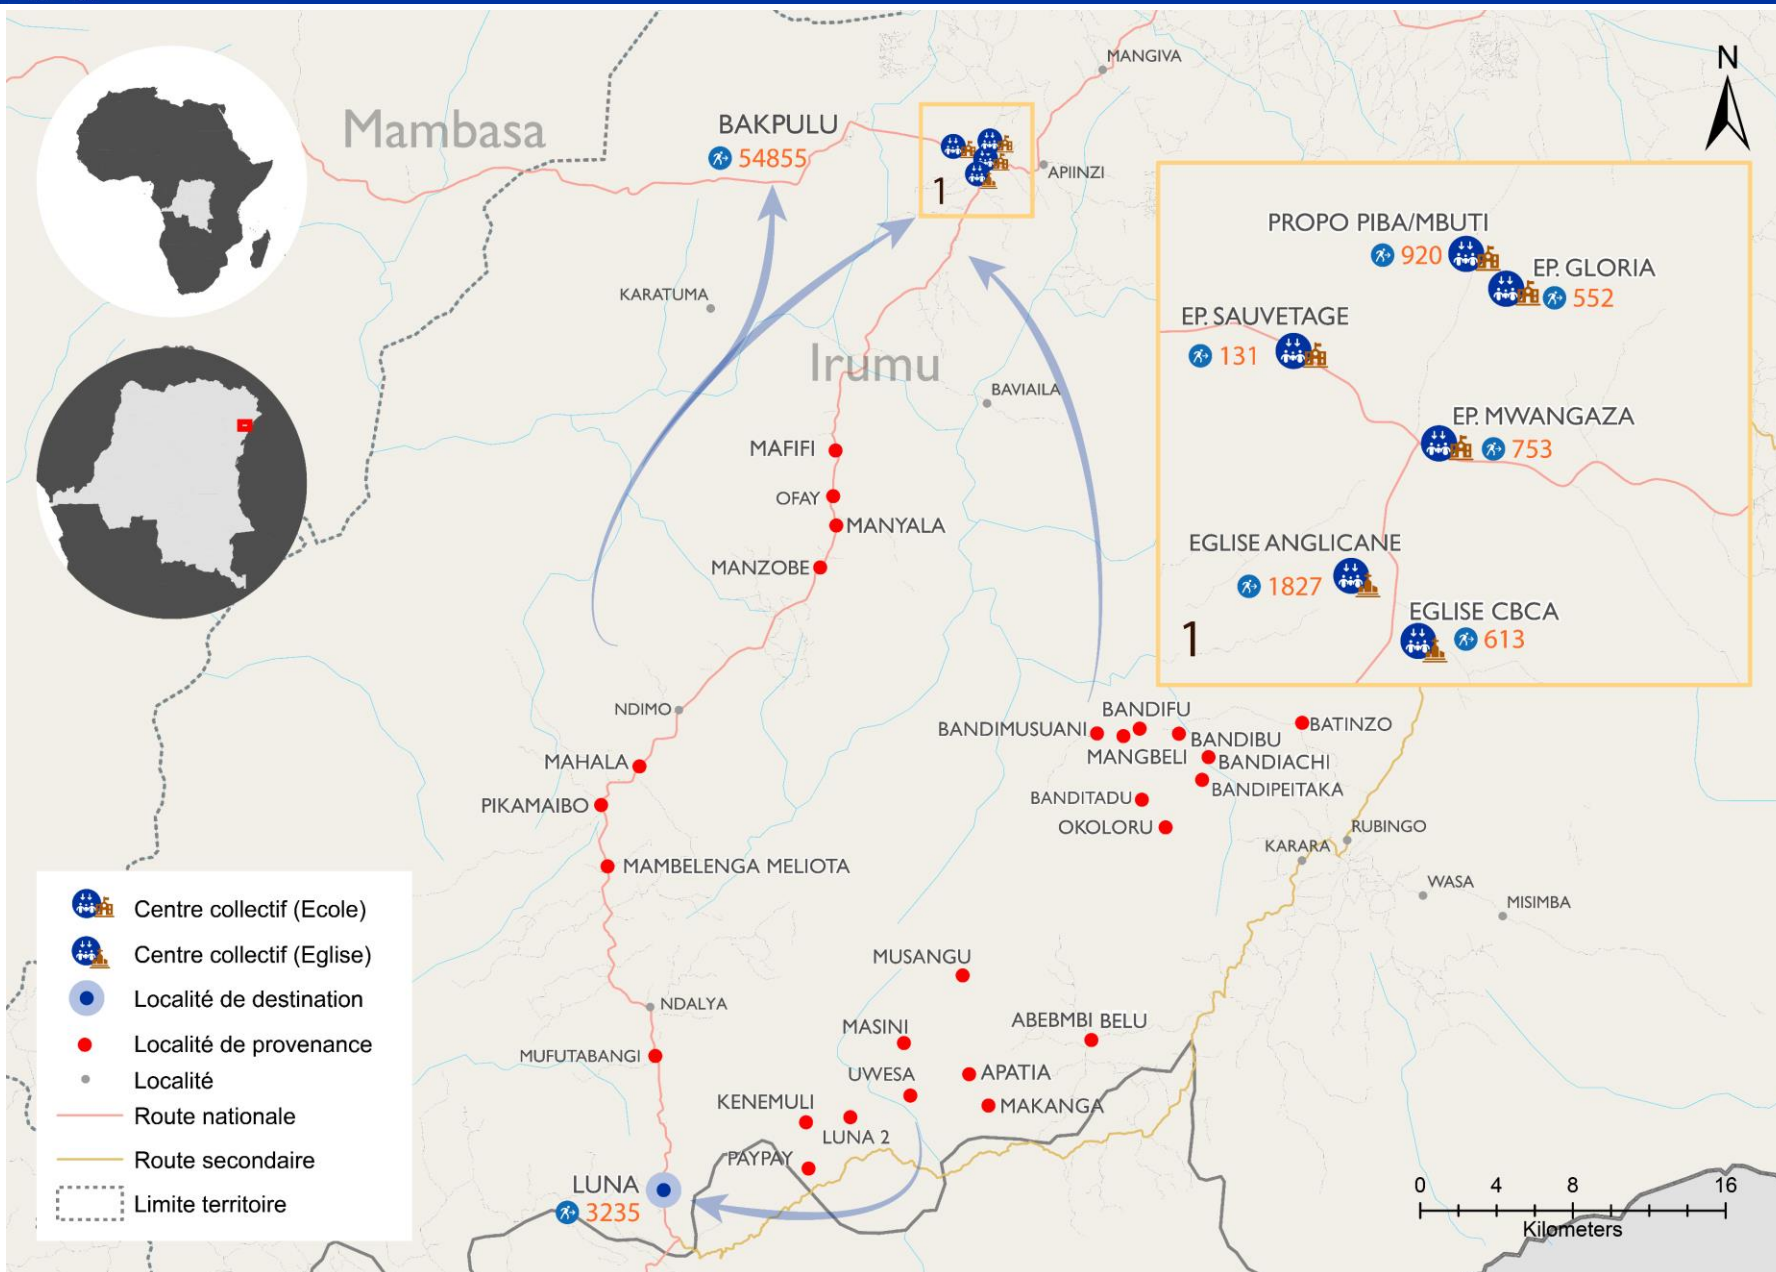 MANGIVA
N
Mambasa
BAKPULU
54855
1
APIINZI
PROPO PIBA/MBUTI
920
EP. GLORIA
552
EP. SAUVETAGE
131
EP. MWANGAZA
753
EGLISE ANGLICANE
1827
EGLISE CBCA
613
1
KARATUMA
Irumu
BAVIAILA
MAFIFI
OFAY
MANYALA
MANZOBE
NDIMO
BANDIFU
BANDIMUSUANI
BATINZO
BANDIBU
MANGBELI
BANDIACHI
MAHALA
BANDIPEITAKA
PIKAMAIBO
BANDITADU
OKOLORU
RUBINGO
KARARA
MAMBELENGA MELIOTA
WASA
MISIMBA
MUSANGU
NDALYA
MASINI
ABEBMBI BELU
MUFUTABANGI
UWESA
APATIA
KENEMULI
MAKANGA
LUNA 2
PAYPAY
LUNA
3235
Centre collectif (Ecole)
Centre collectif (Eglise)
Localité de destination
Localité de provenance
Localité
Route nationale
Route secondaire
Limite territoire
0 4 8 16
Kilometers